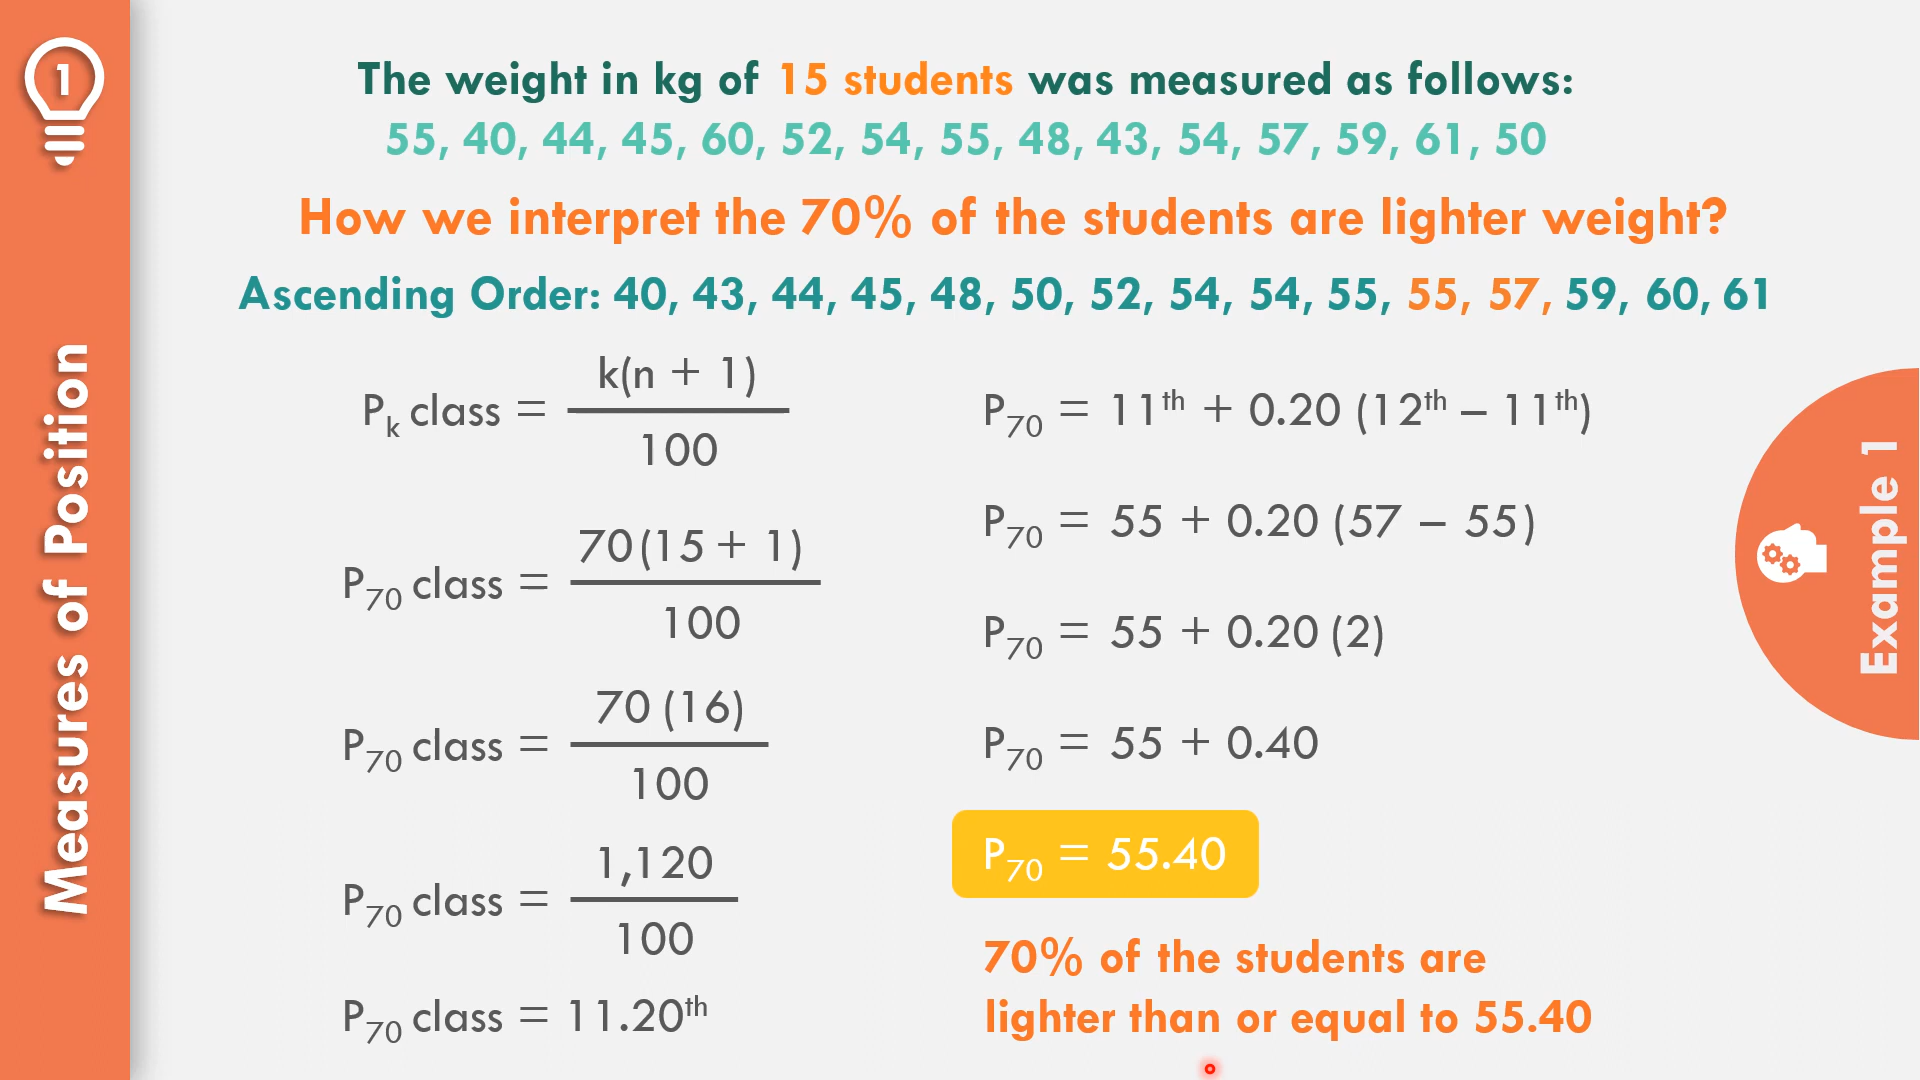 1
Measures of Position
The weight in kg of 15 students was measured as follows:
55, 40, 44, 45, 60, 52, 54, 55, 48, 43, 54, 57, 59, 61, 50
How we interpret the 70% of the students are lighter weight?
Ascending Order: 40, 43, 44, 45, 48, 50, 52, 54, 54, 55, 55, 57, 59, 60, 61
Pₖ class = k(n + 1) / 100
P₇₀ class = 70(15 + 1) / 100
P₇₀ class = 70 (16) / 100
P₇₀ class = 1,120 / 100
P₇₀ class = 11.20ᵗʰ
P₇₀ = 11ᵗʰ + 0.20 (12ᵗʰ – 11ᵗʰ)
P₇₀ = 55 + 0.20 (57 – 55)
P₇₀ = 55 + 0.20 (2)
P₇₀ = 55 + 0.40
P₇₀ = 55.40
70% of the students are
lighter than or equal to 55.40
Example 1